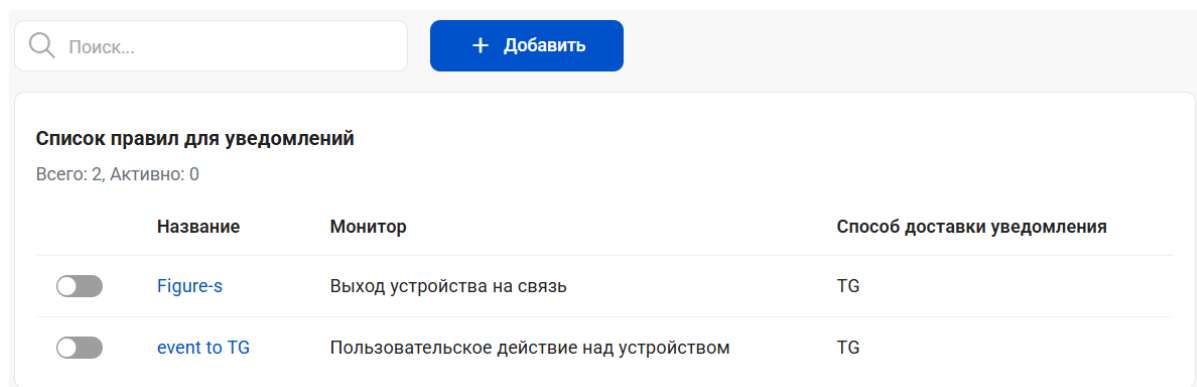 Поиск...
+ Добавить
Список правил для уведомлений
Всего: 2, Активно: 0
Название Монитор Способ доставки уведомления
Figure-s Выход устройства на связь TG
event to TG Пользовательское действие над устройством TG